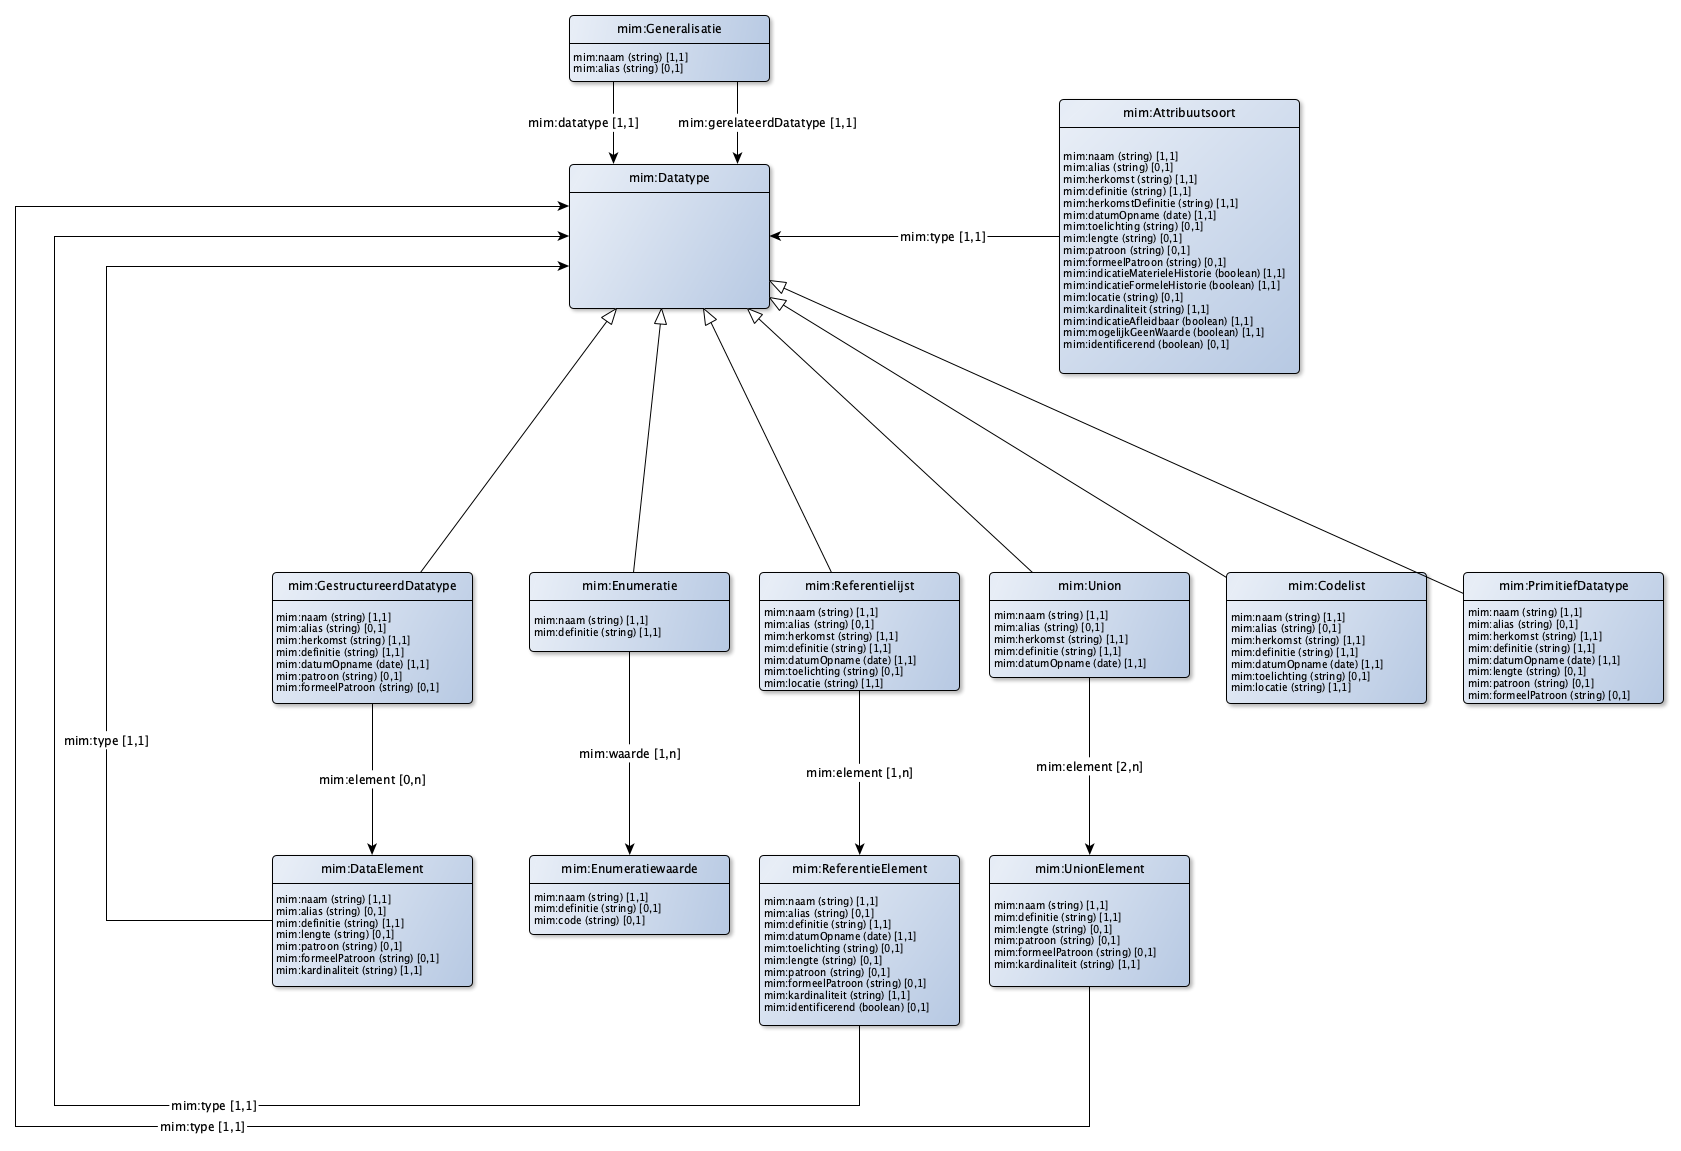 mim:Generalisatie
mim:naam (string) [1,1]
mim:alias (string) [0,1]
mim:datatype [1,1]
mim:gerelateerdDatatype [1,1]
mim:Attribuutsoort
mim:naam (string) [1,1]
mim:alias (string) [0,1]
mim:herkomst (string) [1,1]
mim:definitie (string) [1,1]
mim:herkomstDefinitie (string) [1,1]
mim:datumOpname (date) [1,1]
mim:toelichting (string) [0,1]
mim:lengte (string) [0,1]
mim:patroon (string) [0,1]
mim:formeelPatroon (string) [0,1]
mim:indicatieMaterieleHistorie (boolean) [1,1]
mim:indicatieFormeleHistorie (boolean) [1,1]
mim:locatie (string) [0,1]
mim:kardinaliteit (string) [1,1]
mim:indicatieAfleidbaar (boolean) [1,1]
mim:mogelijkGeenWaarde (boolean) [1,1]
mim:identificerend (boolean) [0,1]
mim:Datatype
mim:type [1,1]
mim:GestructureerdDatatype
mim:naam (string) [1,1]
mim:alias (string) [0,1]
mim:herkomst (string) [1,1]
mim:definitie (string) [1,1]
mim:datumOpname (date) [1,1]
mim:patroon (string) [0,1]
mim:formeelPatroon (string) [0,1]
mim:Enumeratie
mim:naam (string) [1,1]
mim:definitie (string) [1,1]
mim:Referentielijst
mim:naam (string) [1,1]
mim:alias (string) [0,1]
mim:herkomst (string) [1,1]
mim:definitie (string) [1,1]
mim:datumOpname (date) [1,1]
mim:toelichting (string) [0,1]
mim:locatie (string) [1,1]
mim:Union
mim:naam (string) [1,1]
mim:alias (string) [0,1]
mim:herkomst (string) [1,1]
mim:definitie (string) [1,1]
mim:datumOpname (date) [1,1]
mim:Codelist
mim:naam (string) [1,1]
mim:alias (string) [0,1]
mim:herkomst (string) [1,1]
mim:definitie (string) [1,1]
mim:datumOpname (date) [1,1]
mim:toelichting (string) [0,1]
mim:locatie (string) [1,1]
mim:PrimitiefDatatype
mim:naam (string) [1,1]
mim:alias (string) [0,1]
mim:herkomst (string) [1,1]
mim:definitie (string) [1,1]
mim:datumOpname (date) [1,1]
mim:lengte (string) [0,1]
mim:patroon (string) [0,1]
mim:formeelPatroon (string) [0,1]
mim:type [1,1]
mim:element [0,n]
mim:waarde [1,n]
mim:element [1,n]
mim:element [2,n]
mim:DataElement
mim:naam (string) [1,1]
mim:alias (string) [0,1]
mim:definitie (string) [1,1]
mim:lengte (string) [0,1]
mim:patroon (string) [0,1]
mim:formeelPatroon (string) [0,1]
mim:kardinaliteit (string) [1,1]
mim:Enumeratiewaarde
mim:naam (string) [1,1]
mim:definitie (string) [0,1]
mim:code (string) [0,1]
mim:ReferentieElement
mim:naam (string) [1,1]
mim:alias (string) [0,1]
mim:definitie (string) [1,1]
mim:datumOpname (date) [1,1]
mim:toelichting (string) [0,1]
mim:lengte (string) [0,1]
mim:patroon (string) [0,1]
mim:formeelPatroon (string) [0,1]
mim:kardinaliteit (string) [1,1]
mim:identificerend (boolean) [0,1]
mim:UnionElement
mim:naam (string) [1,1]
mim:definitie (string) [1,1]
mim:lengte (string) [0,1]
mim:patroon (string) [0,1]
mim:formeelPatroon (string) [0,1]
mim:kardinaliteit (string) [1,1]
mim:type [1,1]
mim:type [1,1]